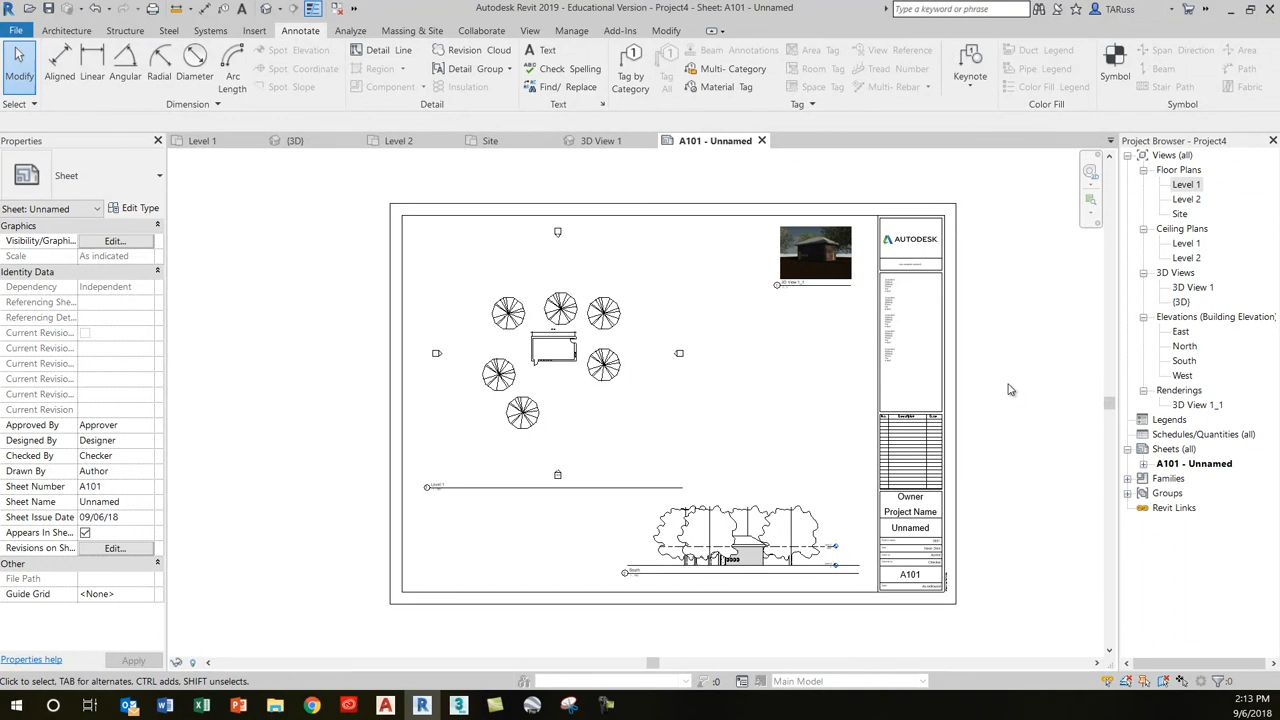 Autodesk Revit 2019 - Educational Version - Project4 - Sheet: A101 - Unnamed
Type a keyword or phrase
TARuss
File Architecture Structure Steel Systems Insert Annotate Analyze Massing & Site Collaborate View Manage Add-Ins Modify
Modify
Aligned Linear Angular Radial Diameter Arc Length
Spot Elevation
Spot Coordinate
Spot Slope
Detail Line
Region
Component
Revision Cloud
Detail Group
Insulation
Text
Check Spelling
Find/ Replace
Tag by Category
Tag All
Beam Annotations
Multi- Category
Material Tag
Area Tag
Room Tag
Space Tag
View Reference
Tread Number
Multi- Rebar
Keynote
Duct Legend
Pipe Legend
Color Fill Legend
Symbol
Span Direction
Beam
Stair Path
Area
Path
Fabric
Select Dimension Detail Text Tag Color Fill Symbol
Properties
Level 1 (3D) Level 2 Site 3D View 1 A101 - Unnamed
Project Browser - Project4
Sheet
Sheet: Unnamed Edit Type
Graphics
Visibility/Graphi... Edit...
Scale As indicated
Identity Data
Dependency Independent
Referencing She...
Referencing Det...
Current Revisio...
Current Revisio...
Current Revisio...
Current Revisio...
Current Revisio...
Current Revision
Approved By Approver
Designed By Designer
Checked By Checker
Drawn By Author
Sheet Number A101
Sheet Name Unnamed
Sheet Issue Date 09/06/18
Appears In She...
Revisions on Sh... Edit...
Other
File Path
Guide Grid <None>
Properties help Apply
AUTODESK
3D View 1_1
Level 1
South
Owner
Project Name
Unnamed
A101
Views (all)
Floor Plans
Level 1
Level 2
Site
Ceiling Plans
Level 1
Level 2
3D Views
3D View 1
(3D)
Elevations (Building Elevation)
East
North
South
West
Renderings
3D View 1_1
Legends
Schedules/Quantities (all)
Sheets (all)
A101 - Unnamed
Families
Groups
Revit Links
Click to select, TAB for alternates, CTRL adds, SHIFT unselects.
:0
Main Model
:0
2:13 PM
9/6/2018